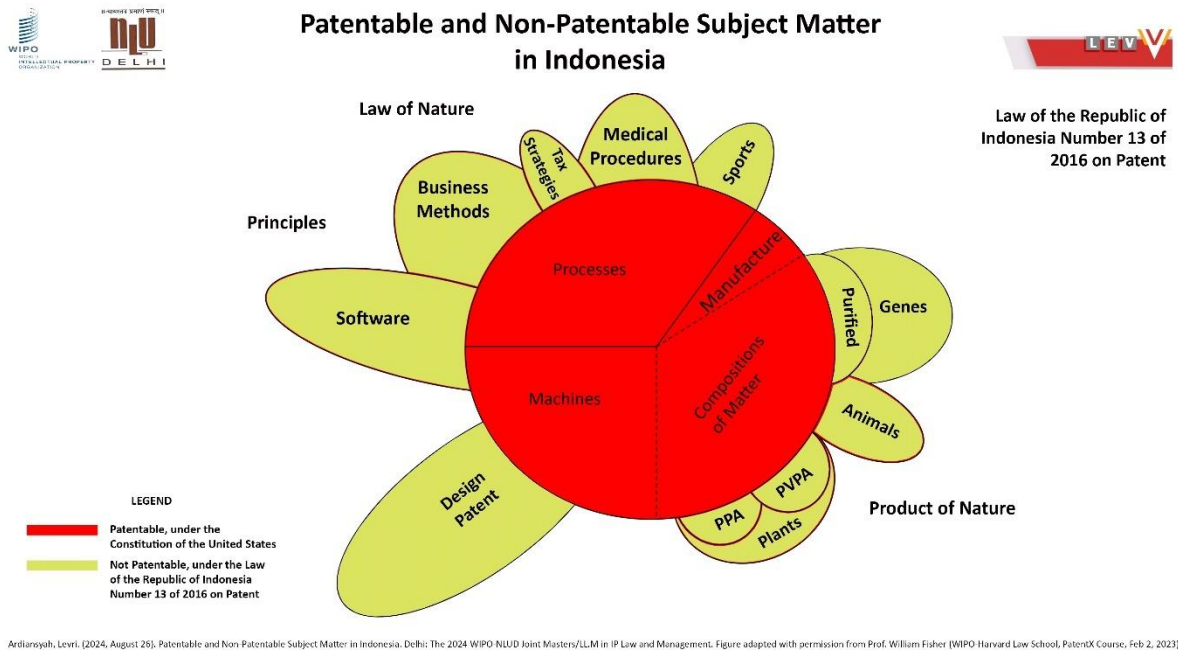 Patentable and Non-Patentable Subject Matter
in Indonesia
WIPO
WORLD
INTELLECTUAL PROPERTY
ORGANIZATION
NLU
DELHI
LEV
Law of the Republic of
Indonesia Number 13 of
2016 on Patent
Law of Nature
Principles
Product of Nature
Tax
Strategies
Medical
Procedures
Sports
Business
Methods
Software
Processes
Manufacture
Machines
Compositions
of Matter
Purified
Genes
Animals
PVPA
PPA
Plants
Design
Patent
LEGEND
Patentable, under the
Constitution of the United States
Not Patentable, under the Law
of the Republic of Indonesia
Number 13 of 2016 on Patent
Ardiansyah, Levri. (2024, August 26). Patentable and Non-Patentable Subject Matter in Indonesia. Delhi: The 2024 WIPO-NLUD Joint Masters/LL.M in IP Law and Management. Figure adapted with permission from Prof. William Fisher (WIPO-Harvard Law School, PatentX Course, Feb 2, 2023)